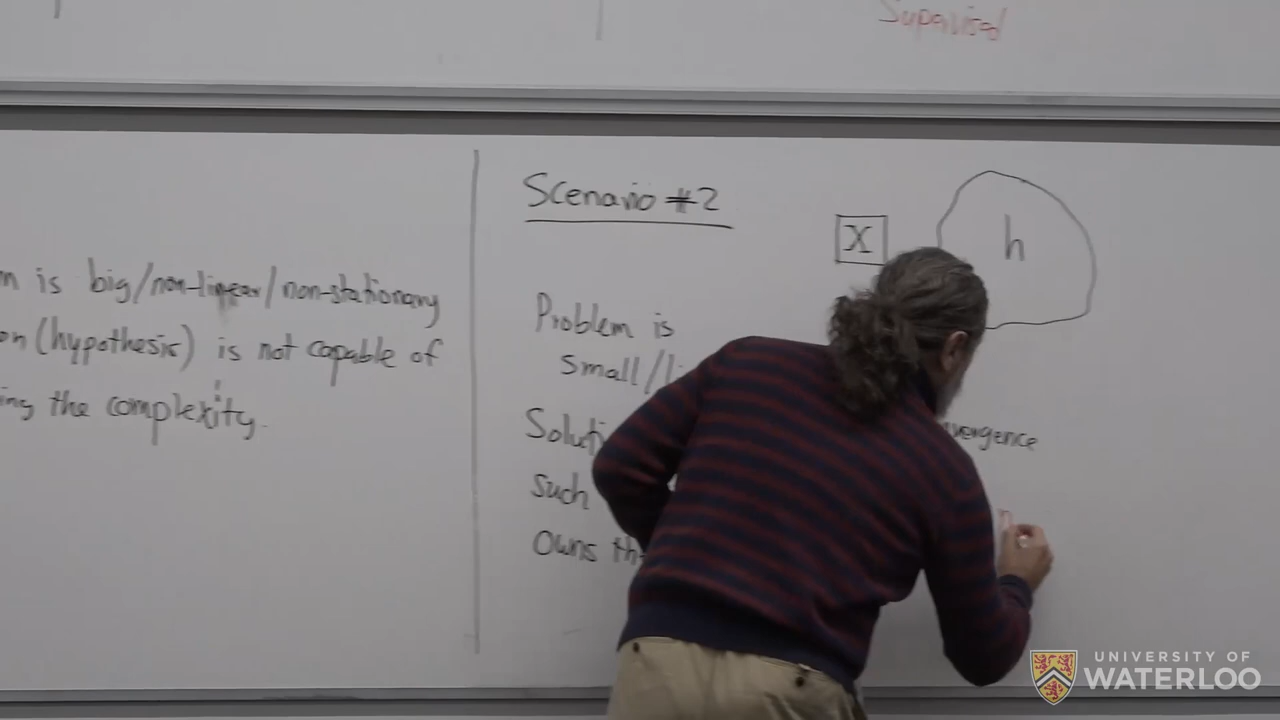 Supervised
m is big/non-linear/non-stationary
on (hypothesis) is not capable of
ing the complexity.
Scenario #2
X
h
Problem is
small/
Soluti
vergence
such
owns th
UNIVERSITY OF
WATERLOO